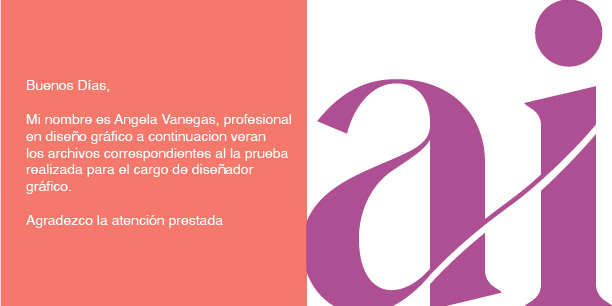 Buenos Días,
Mi nombre es Angela Vanegas, profesional
en diseño gráfico a continuacion veran
los archivos correspondientes al la prueba
realizada para el cargo de diseñador
gráfico.
Agradezco la atención prestada
ai